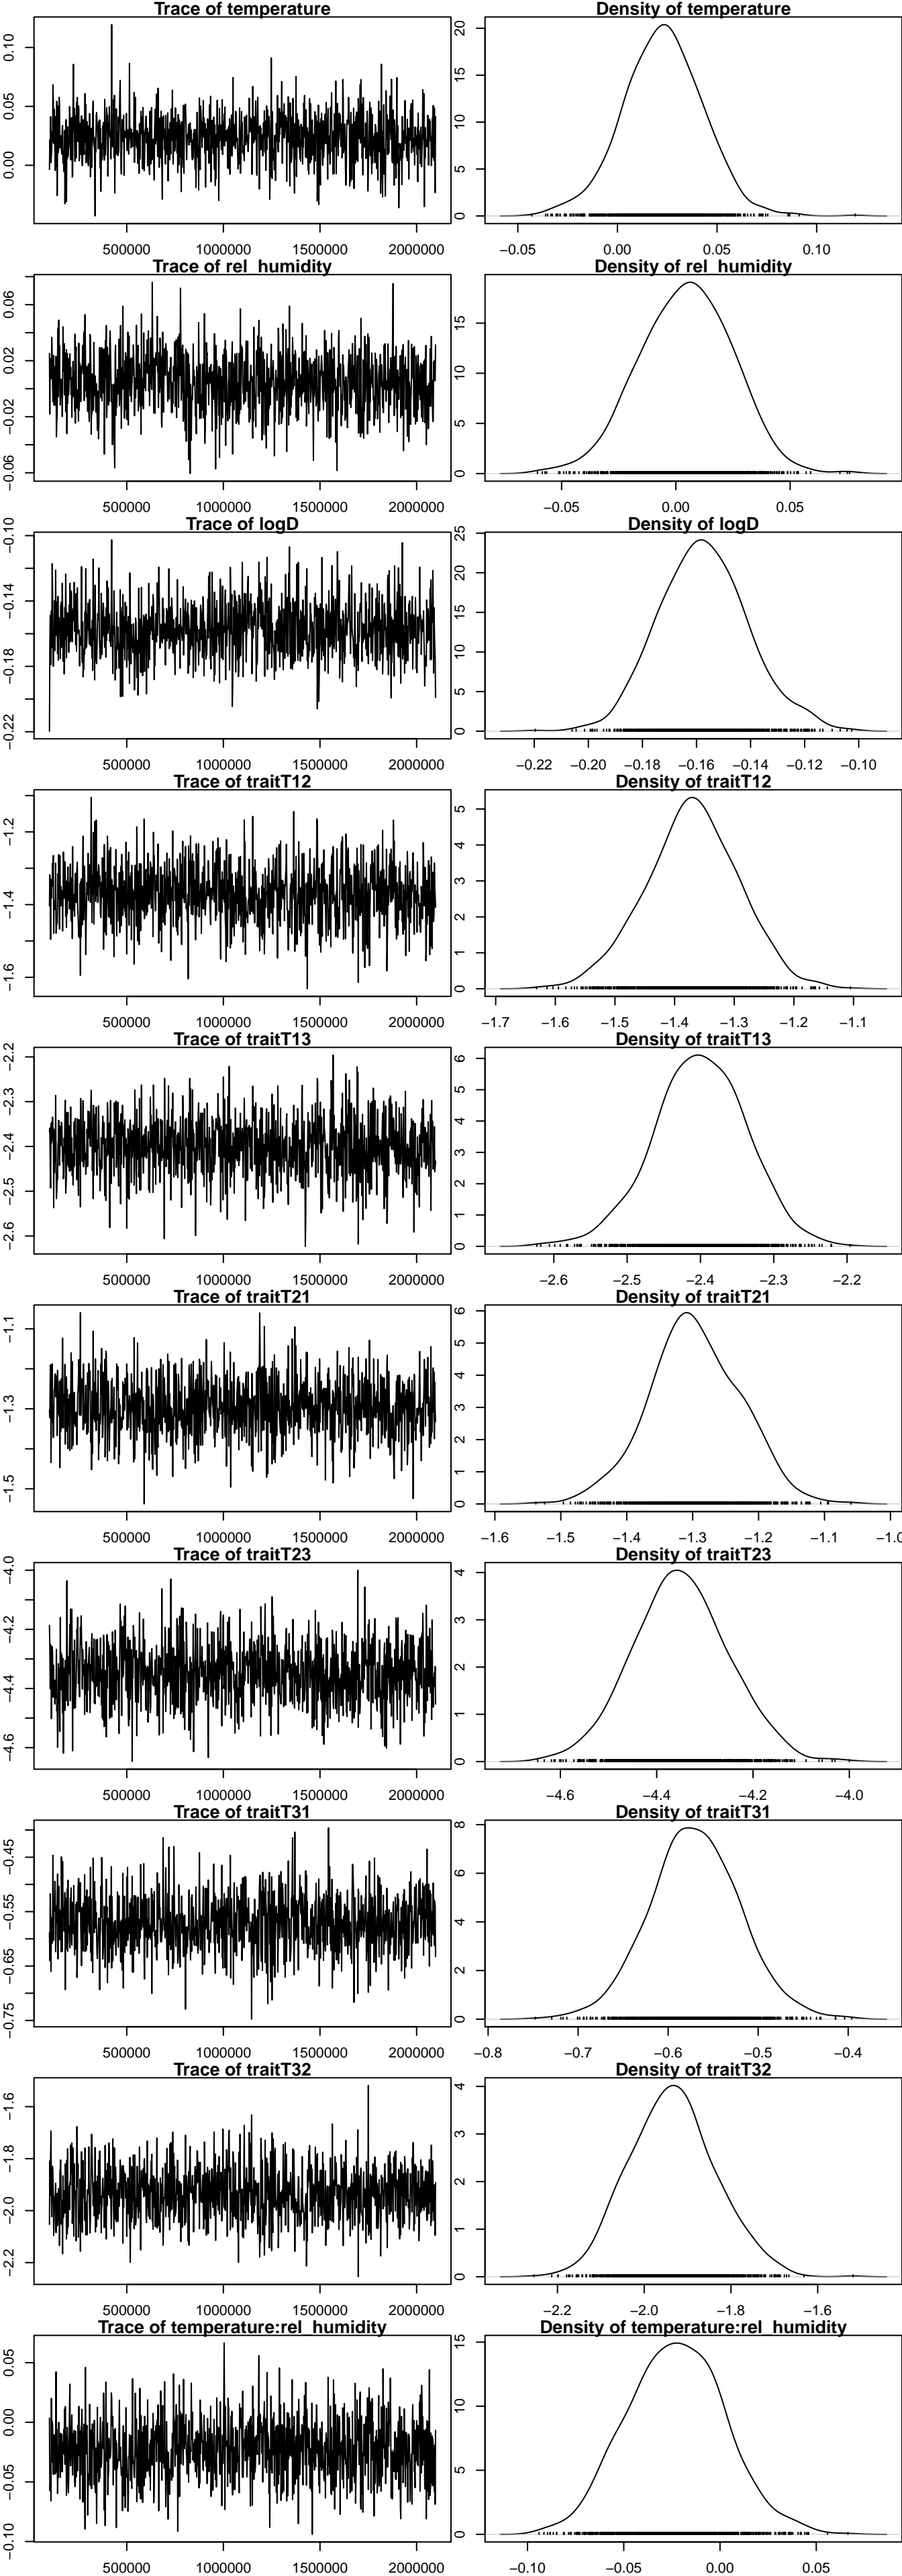 Trace of temperature
Density of temperature
0.00 0.05 0.10
0 5 10 15 20
500000 1000000 1500000 2000000
−0.05 0.00 0.05 0.10
Trace of rel_humidity
Density of rel_humidity
−0.06 −0.02 0.02 0.06
0 5 10 15
500000 1000000 1500000 2000000
−0.05 0.00 0.05
Trace of logD
Density of logD
−0.22 −0.18 −0.14 −0.10
0 5 10 15 20 25
500000 1000000 1500000 2000000
−0.22 −0.20 −0.18 −0.16 −0.14 −0.12 −0.10
Trace of traitT12
Density of traitT12
−1.6 −1.4 −1.2
0 1 2 3 4 5
500000 1000000 1500000 2000000
−1.7 −1.6 −1.5 −1.4 −1.3 −1.2 −1.1
Trace of traitT13
Density of traitT13
−2.6 −2.5 −2.4 −2.3 −2.2
0 1 2 3 4 5 6
500000 1000000 1500000 2000000
−2.6 −2.5 −2.4 −2.3 −2.2
Trace of traitT21
Density of traitT21
−1.5 −1.3 −1.1
0 1 2 3 4 5 6
500000 1000000 1500000 2000000
−1.6 −1.5 −1.4 −1.3 −1.2 −1.1 −1.0
Trace of traitT23
Density of traitT23
−4.6 −4.4 −4.2 −4.0
0 1 2 3 4
500000 1000000 1500000 2000000
−4.6 −4.4 −4.2 −4.0
Trace of traitT31
Density of traitT31
−0.75 −0.65 −0.55 −0.45
0 2 4 6 8
500000 1000000 1500000 2000000
−0.8 −0.7 −0.6 −0.5 −0.4
Trace of traitT32
Density of traitT32
−2.2 −2.0 −1.8 −1.6
0 1 2 3 4
500000 1000000 1500000 2000000
−2.2 −2.0 −1.8 −1.6
Trace of temperature:rel_humidity
Density of temperature:rel_humidity
−0.10 −0.05 0.00 0.05
0 5 10 15
500000 1000000 1500000 2000000
−0.10 −0.05 0.00 0.05